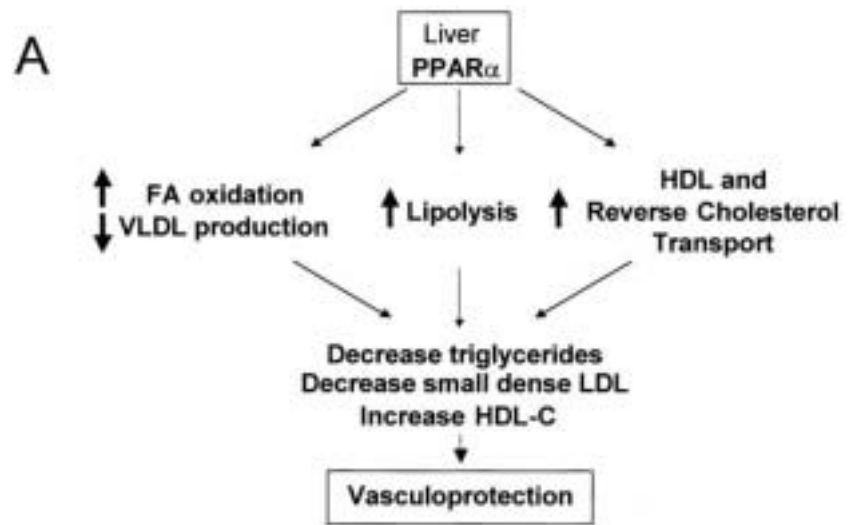 A
Liver
PPARα
FA oxidation
VLDL production
Lipolysis
HDL and
Reverse Cholesterol
Transport
Decrease triglycerides
Decrease small dense LDL
Increase HDL-C
Vasculoprotection